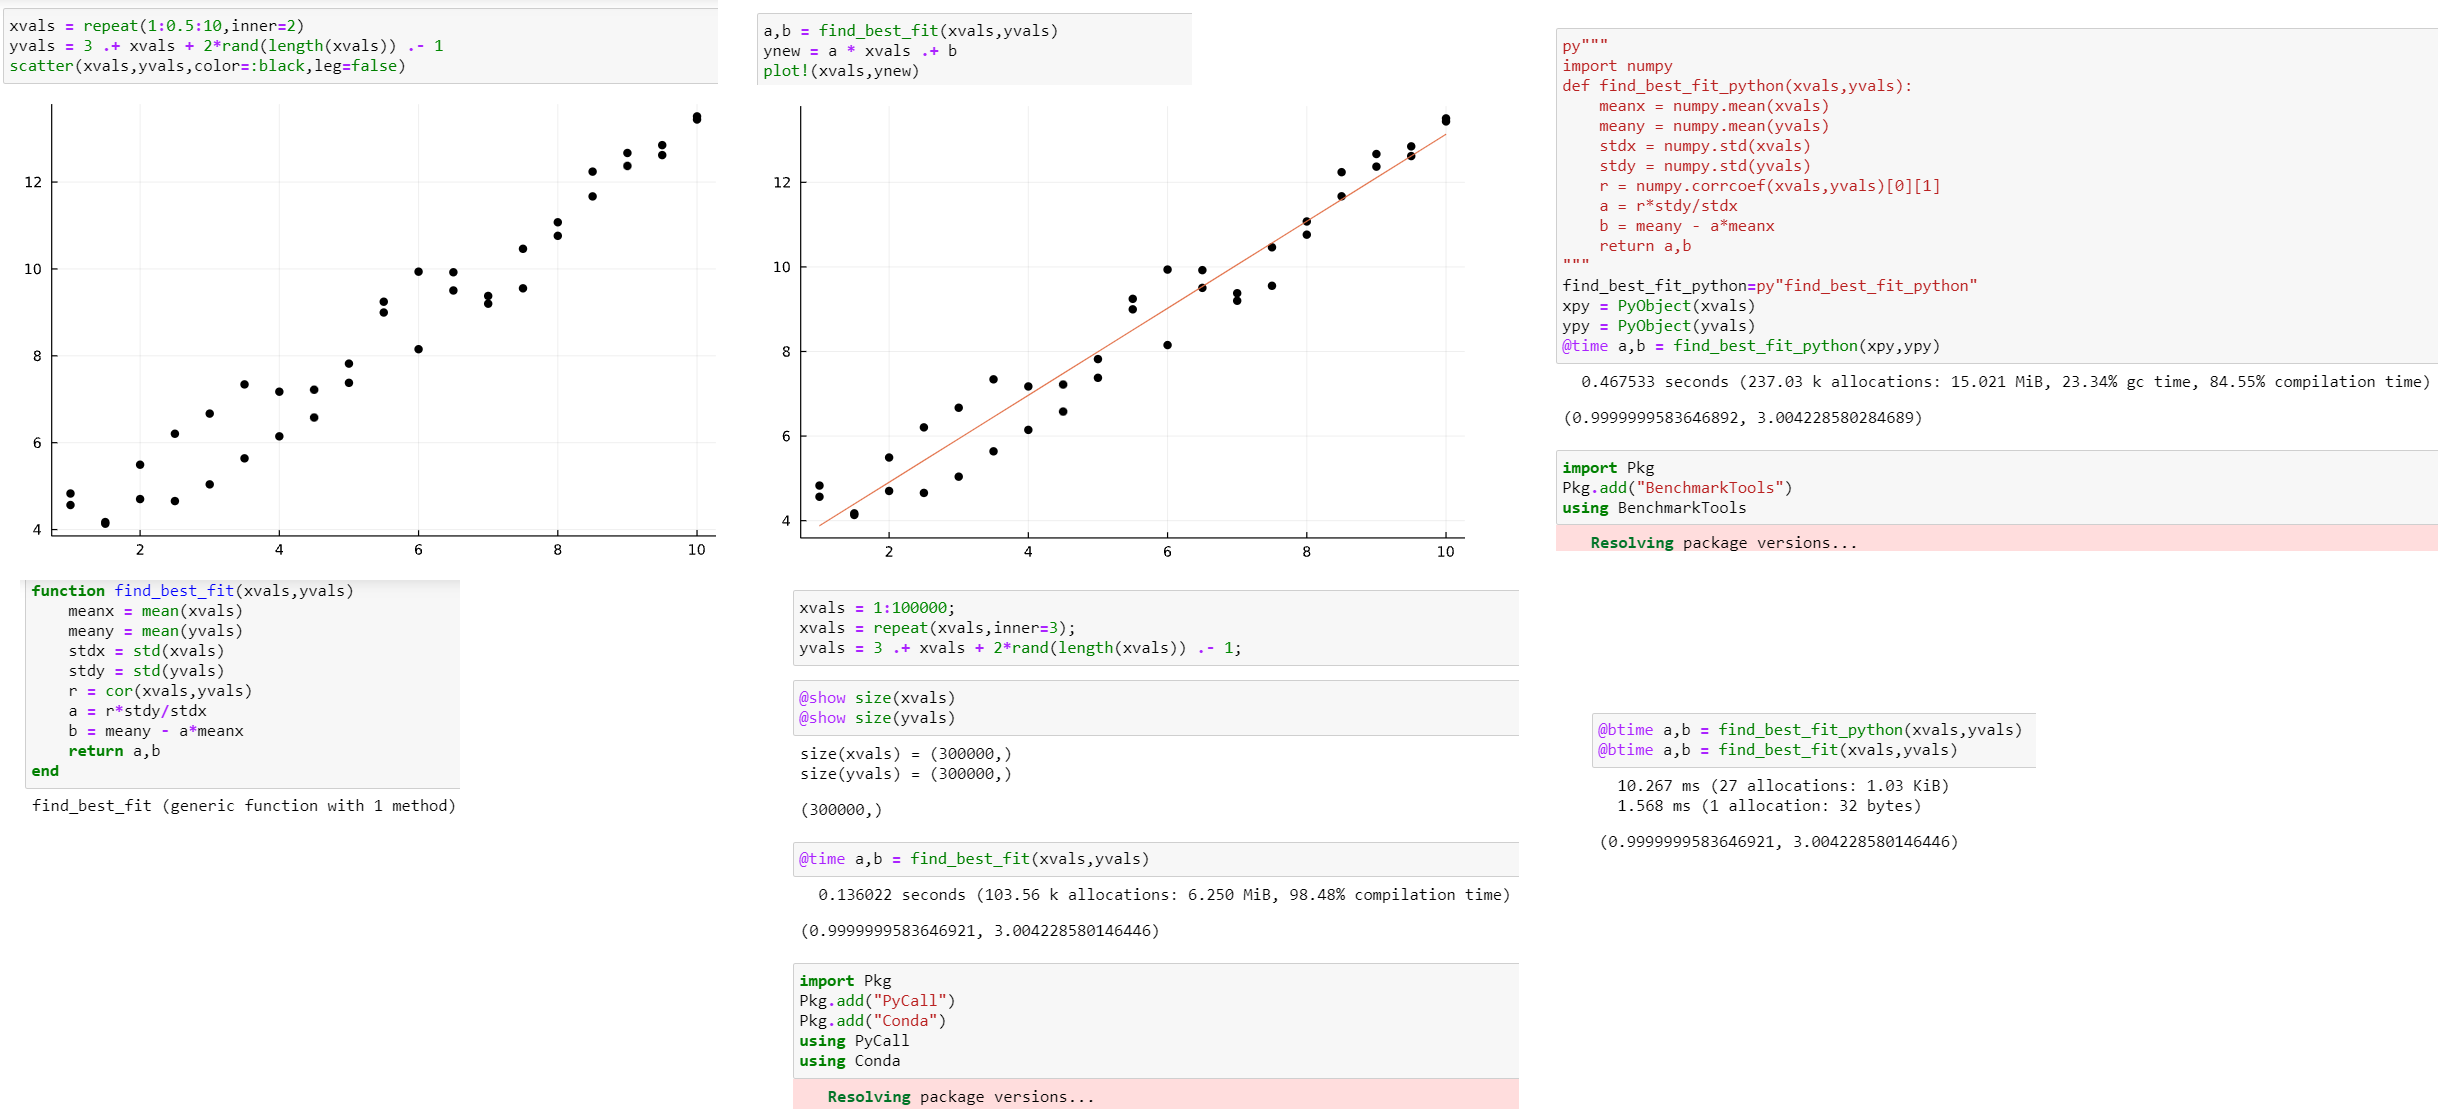 xvals = repeat(1:0.5:10,inner=2)
yvals = 3 .+ xvals + 2*rand(length(xvals)) .- 1
scatter(xvals,yvals,color=:black,leg=false)
12
10
8
6
4
2
4
6
8
10
function find_best_fit(xvals,yvals)
    meanx = mean(xvals)
    meany = mean(yvals)
    stdx = std(xvals)
    stdy = std(yvals)
    r = cor(xvals,yvals)
    a = r*stdy/stdx
    b = meany - a*meanx
    return a,b
end
find_best_fit (generic function with 1 method)
a,b = find_best_fit(xvals,yvals)
ynew = a * xvals .+ b
plot!(xvals,ynew)
12
10
8
6
4
2
4
6
8
10
xvals = 1:100000;
xvals = repeat(xvals,inner=3);
yvals = 3 .+ xvals + 2*rand(length(xvals)) .- 1;
@show size(xvals)
@show size(yvals)
size(xvals) = (300000,)
size(yvals) = (300000,)
(300000,)
@time a,b = find_best_fit(xvals,yvals)
0.136022 seconds (103.56 k allocations: 6.250 MiB, 98.48% compilation time)
(0.9999999583646921, 3.004228580146446)
import Pkg
Pkg.add("PyCall")
Pkg.add("Conda")
using PyCall
using Conda
Resolving package versions...
py"""
import numpy
def find_best_fit_python(xvals,yvals):
    meanx = numpy.mean(xvals)
    meany = numpy.mean(yvals)
    stdx = numpy.std(xvals)
    stdy = numpy.std(yvals)
    r = numpy.corrcoef(xvals,yvals)[0][1]
    a = r*stdy/stdx
    b = meany - a*meanx
    return a,b
"""
find_best_fit_python=py"find_best_fit_python"
xpy = PyObject(xvals)
ypy = PyObject(yvals)
@time a,b = find_best_fit_python(xpy,ypy)
0.467533 seconds (237.03 k allocations: 15.021 MiB, 23.34% gc time, 84.55% compilation time)
(0.9999999583646892, 3.004228580284689)
import Pkg
Pkg.add("BenchmarkTools")
using BenchmarkTools
Resolving package versions...
@btime a,b = find_best_fit_python(xvals,yvals)
@btime a,b = find_best_fit(xvals,yvals)
10.267 ms (27 allocations: 1.03 KiB)
1.568 ms (1 allocation: 32 bytes)
(0.9999999583646921, 3.004228580146446)